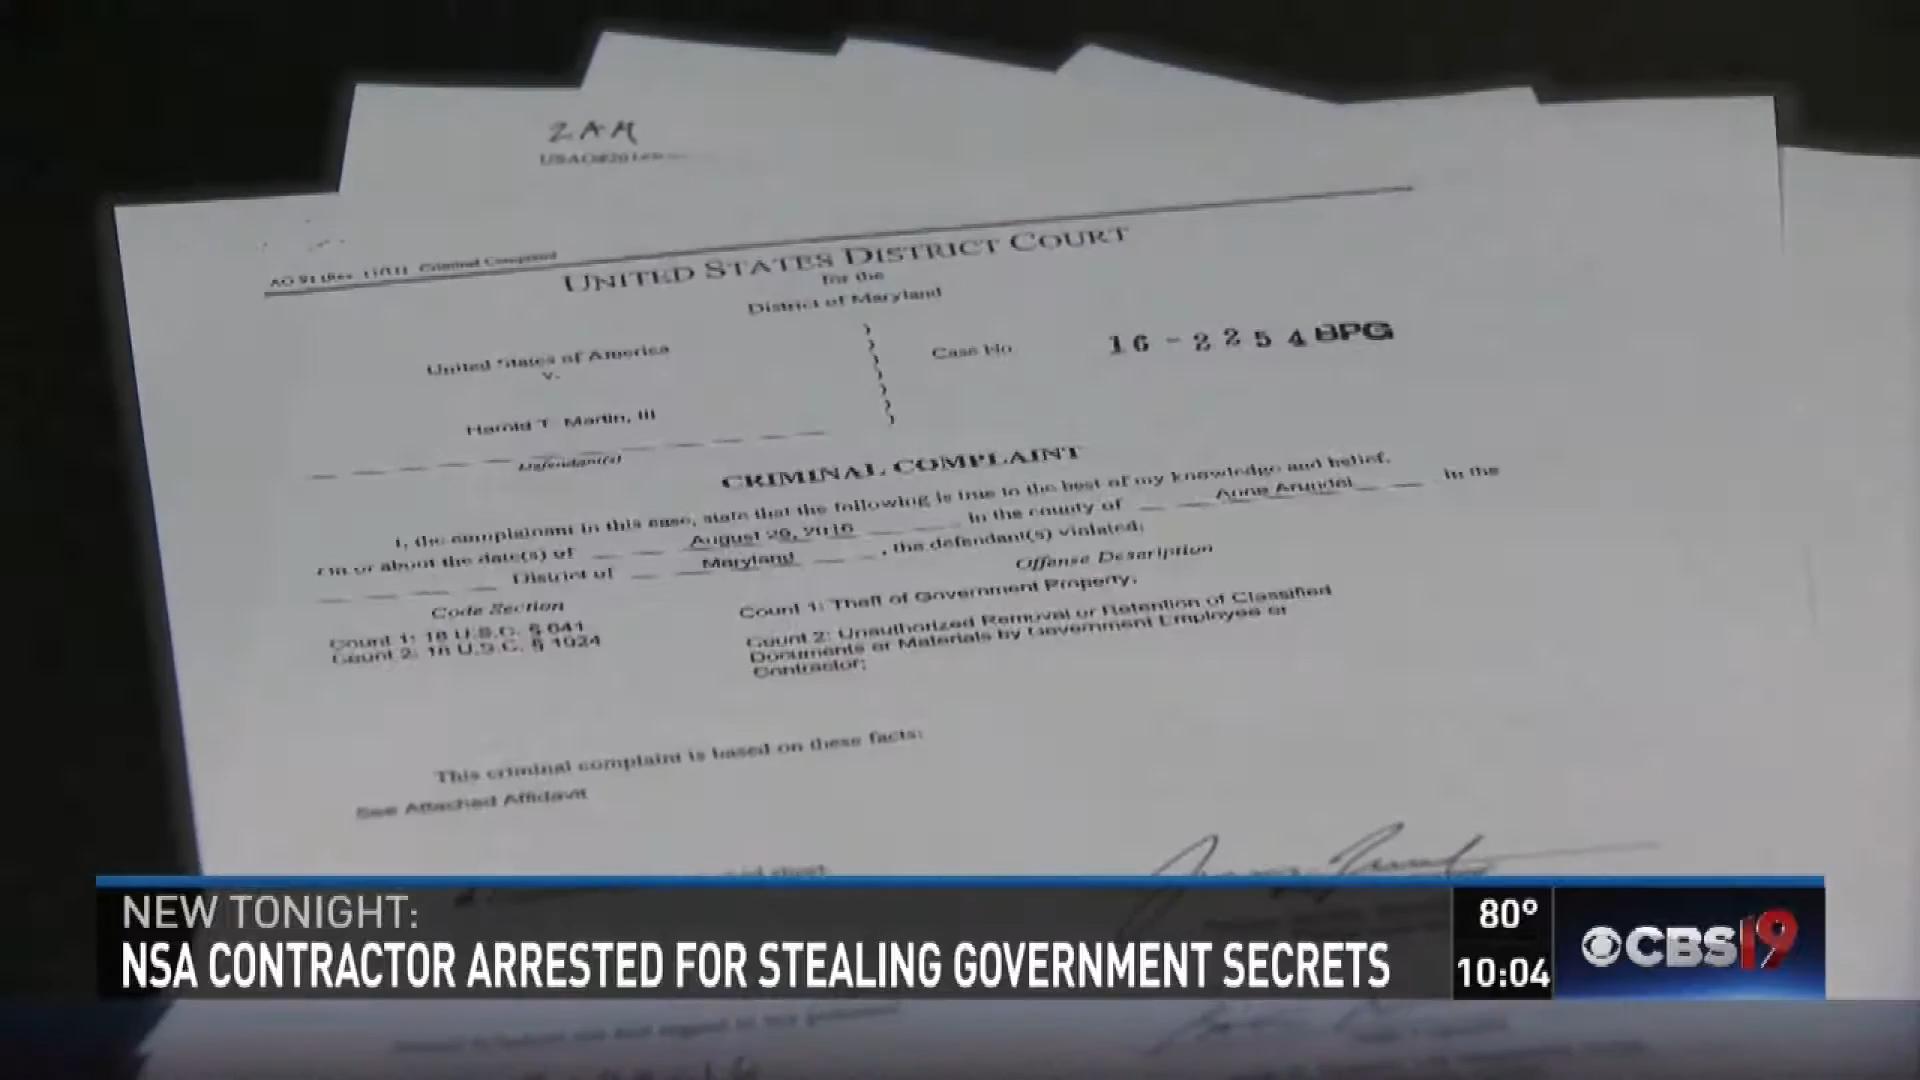 ZAM
AO 91 (Rev. 11/11) Criminal Complaint
UNITED STATES DISTRICT COURT
for the
District of Maryland
United States of America
v.
Harold T. Martin, III
Defendant(s)
)
)
)
)
)
)
Case No.
16-2254BPG
CRIMINAL COMPLAINT
I, the complainant in this case, state that the following is true to the best of my knowledge and belief.
On or about the date(s) of August 26, 2016 in the county of Anne Arundel in the
District of Maryland , the defendant(s) violated:
Code Section
Offense Description
Count 1: 18 U.S.C. § 641
Count 2: 18 U.S.C. § 1924
Count 1: Theft of Government Property;
Count 2: Unauthorized Removal or Retention of Classified
Documents or Materials by Government Employee or
Contractor;
This criminal complaint is based on these facts:
See Attached Affidavit
NEW TONIGHT:
NSA CONTRACTOR ARRESTED FOR STEALING GOVERNMENT SECRETS
80°
10:04
CBS19